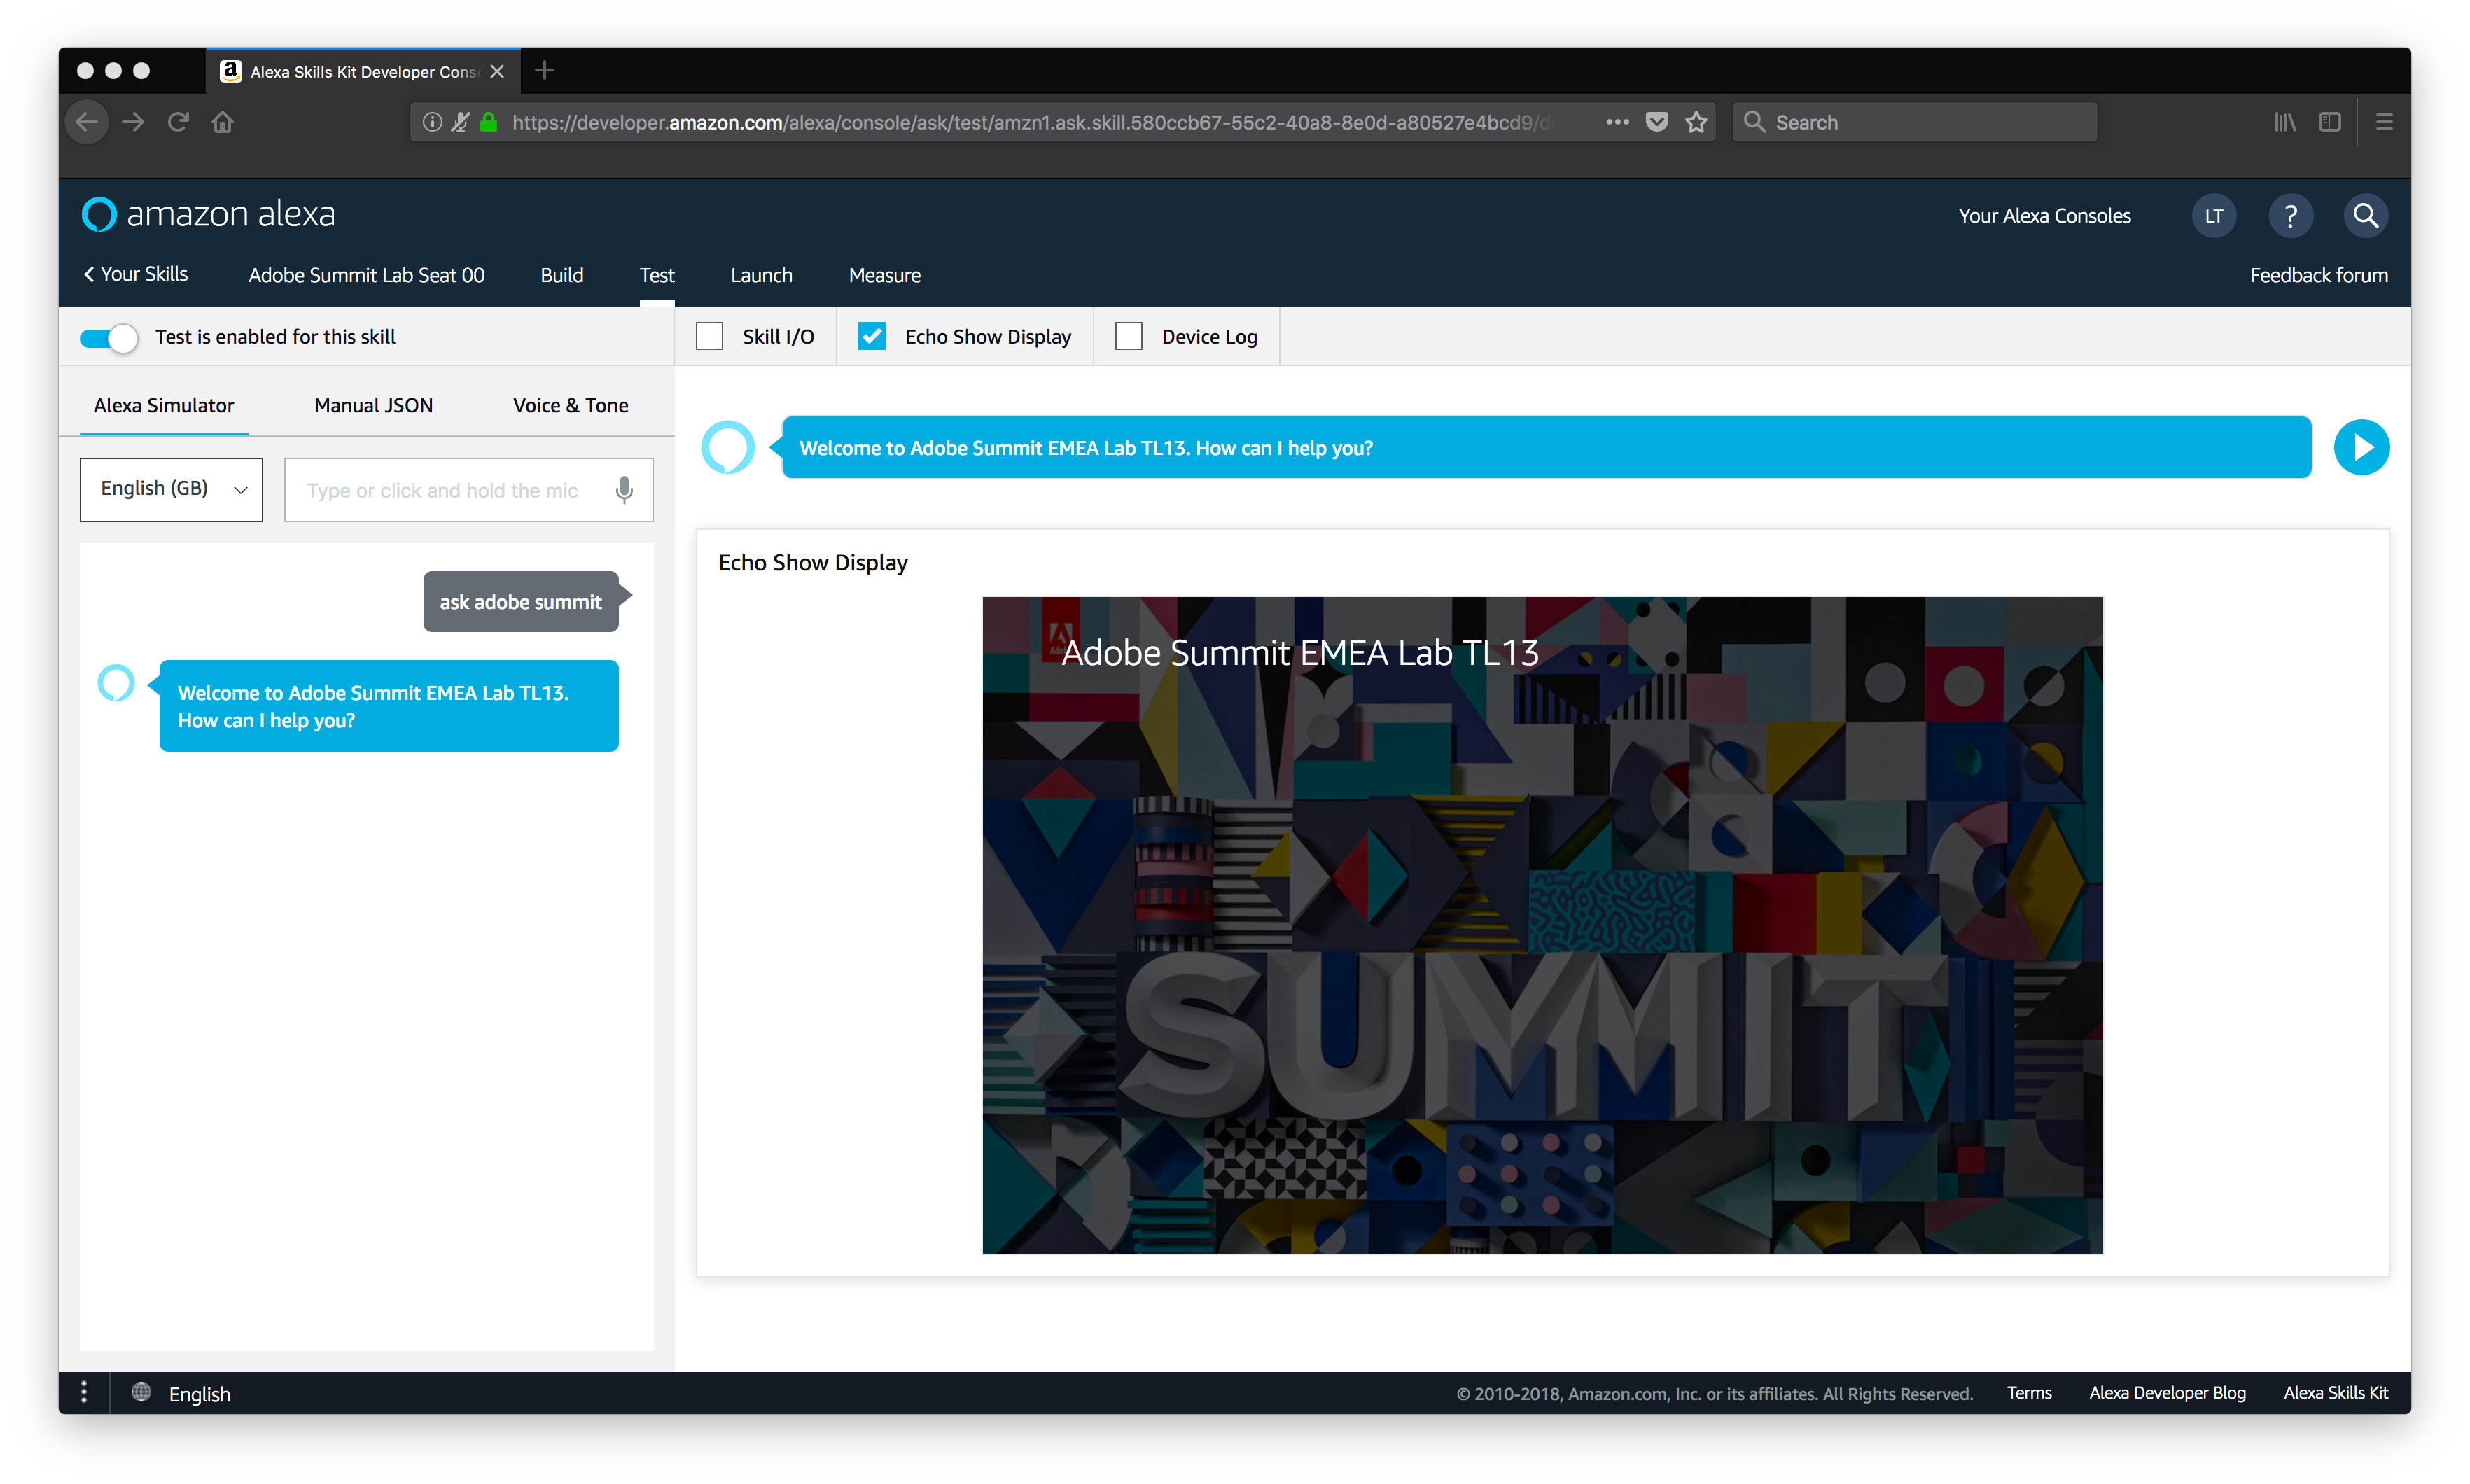 Alexa Skills Kit Developer Conso
https://developer.amazon.com/alexa/console/ask/test/amzn1.ask.skill.580ccb67-55c2-40a8-8e0d-a80527e4bcd9/d
Search
amazon alexa
Your Alexa Consoles
LT
?
Your Skills
Adobe Summit Lab Seat 00
Build
Test
Launch
Measure
Feedback forum
Test is enabled for this skill
Skill I/O
Echo Show Display
Device Log
Alexa Simulator
Manual JSON
Voice & Tone
English (GB)
Type or click and hold the mic
ask adobe summit
Welcome to Adobe Summit EMEA Lab TL13.
How can I help you?
Welcome to Adobe Summit EMEA Lab TL13. How can I help you?
Echo Show Display
Adobe Summit EMEA Lab TL13
SUMMIT
English
© 2010-2018, Amazon.com, Inc. or its affiliates. All Rights Reserved.
Terms
Alexa Developer Blog
Alexa Skills Kit